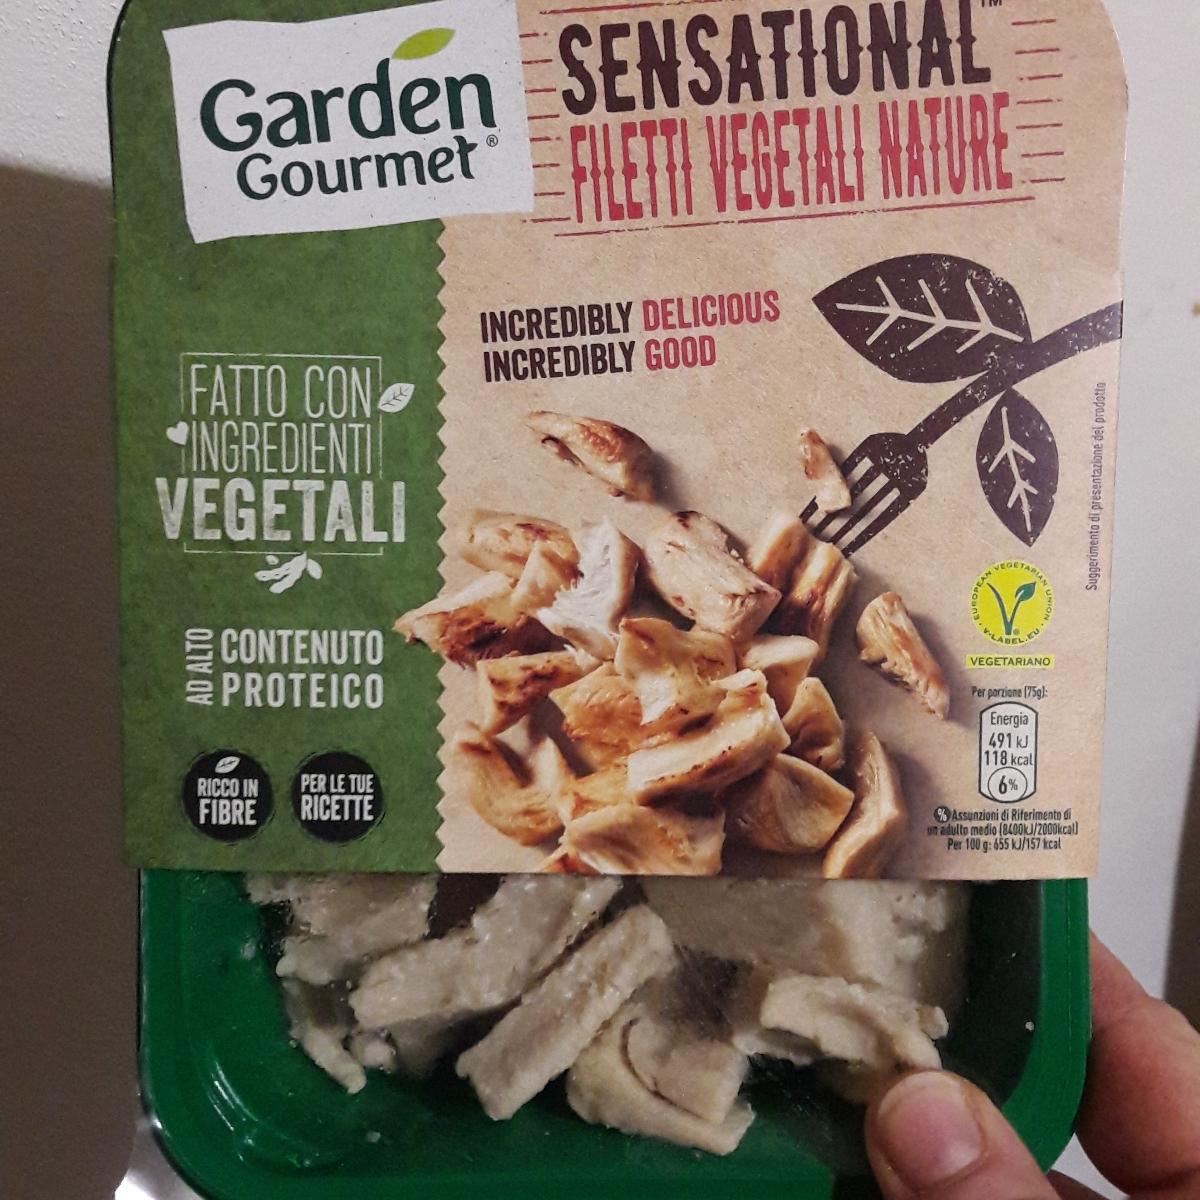 Garden
Gourmet®
SENSATIONAL™
FILETTI VEGETALI NATURE
INCREDIBLY DELICIOUS
INCREDIBLY GOOD
FATTO CON
INGREDIENTI
VEGETALI
AD ALTO
CONTENUTO
PROTEICO
RICCO IN
FIBRE
PER LE TUE
RICETTE
Suggerimento di presentazione del prodotto
EUROPEAN VEGETARIAN UNION
V-LABEL.EU
VEGETARIANO
Per porzione (75g):
Energia
491 kJ
118 kcal
6%
% Assunzioni di Riferimento di
un adulto medio (8400kJ/2000kcal)
Per 100 g: 655 kJ/157 kcal